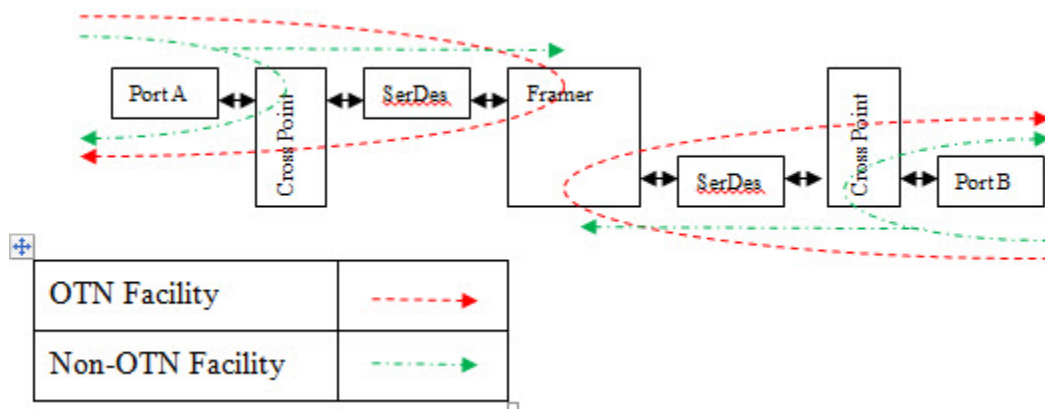 Port A
Cross Point
SerDes
Framer
SerDes
Cross Point
Port B
OTN Facility
Non-OTN Facility